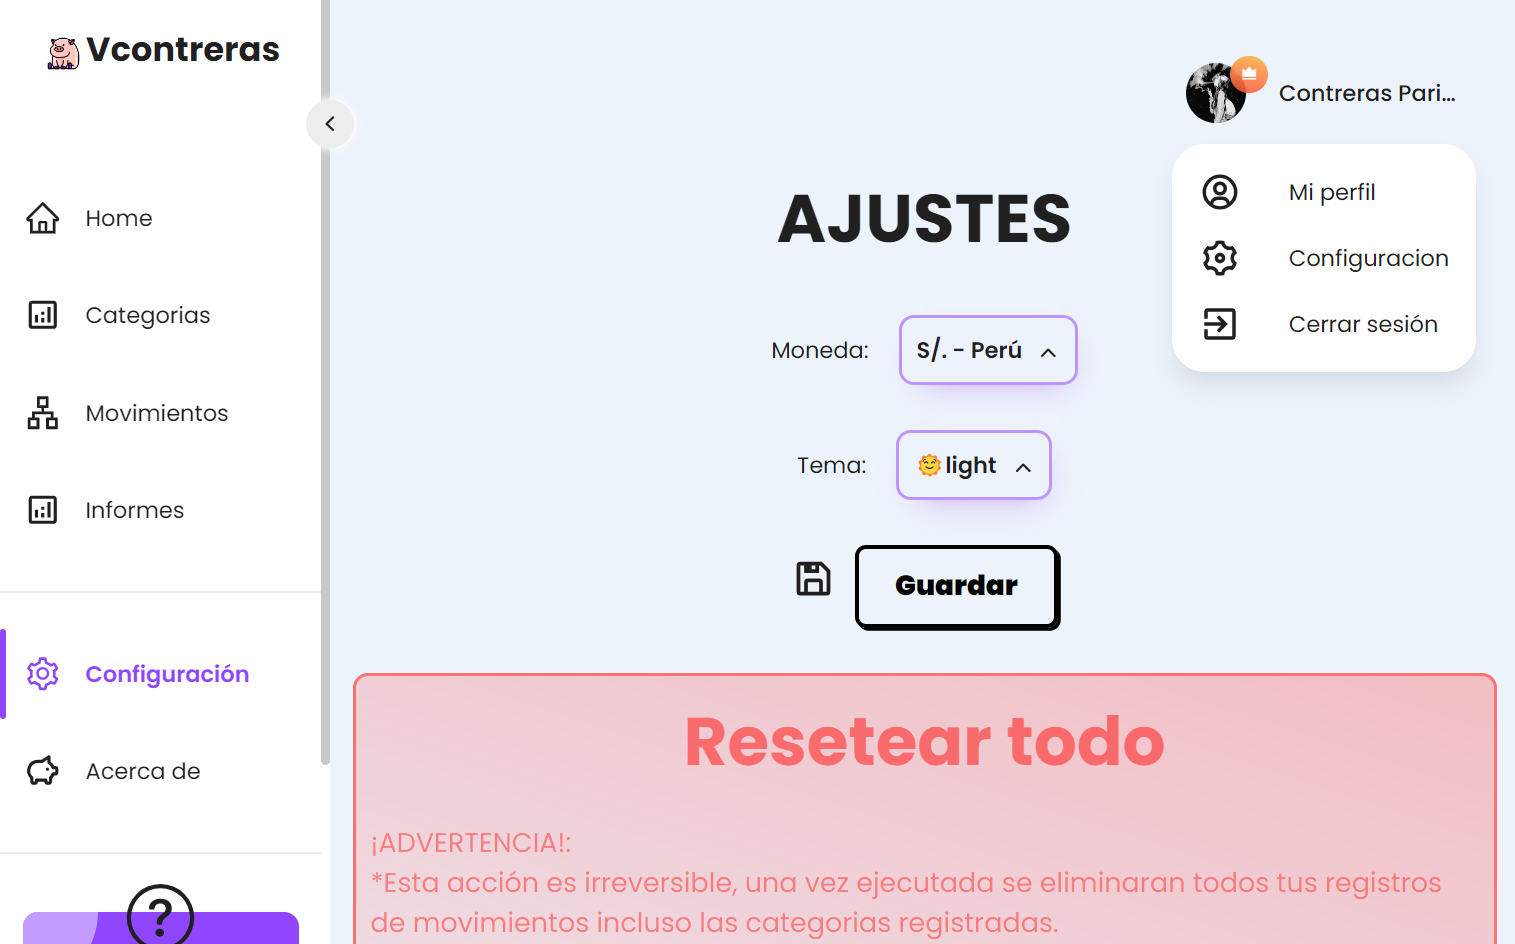 Vcontreras
Home
Categorias
Movimientos
Informes
Configuración
Acerca de
?
Contreras Pari...
Mi perfil
Configuracion
Cerrar sesión
AJUSTES
Moneda: S/. - Perú
Tema: 🌞light
Guardar
Resetear todo
¡ADVERTENCIA!:
*Esta acción es irreversible, una vez ejecutada se eliminaran todos tus registros
de movimientos incluso las categorias registradas.